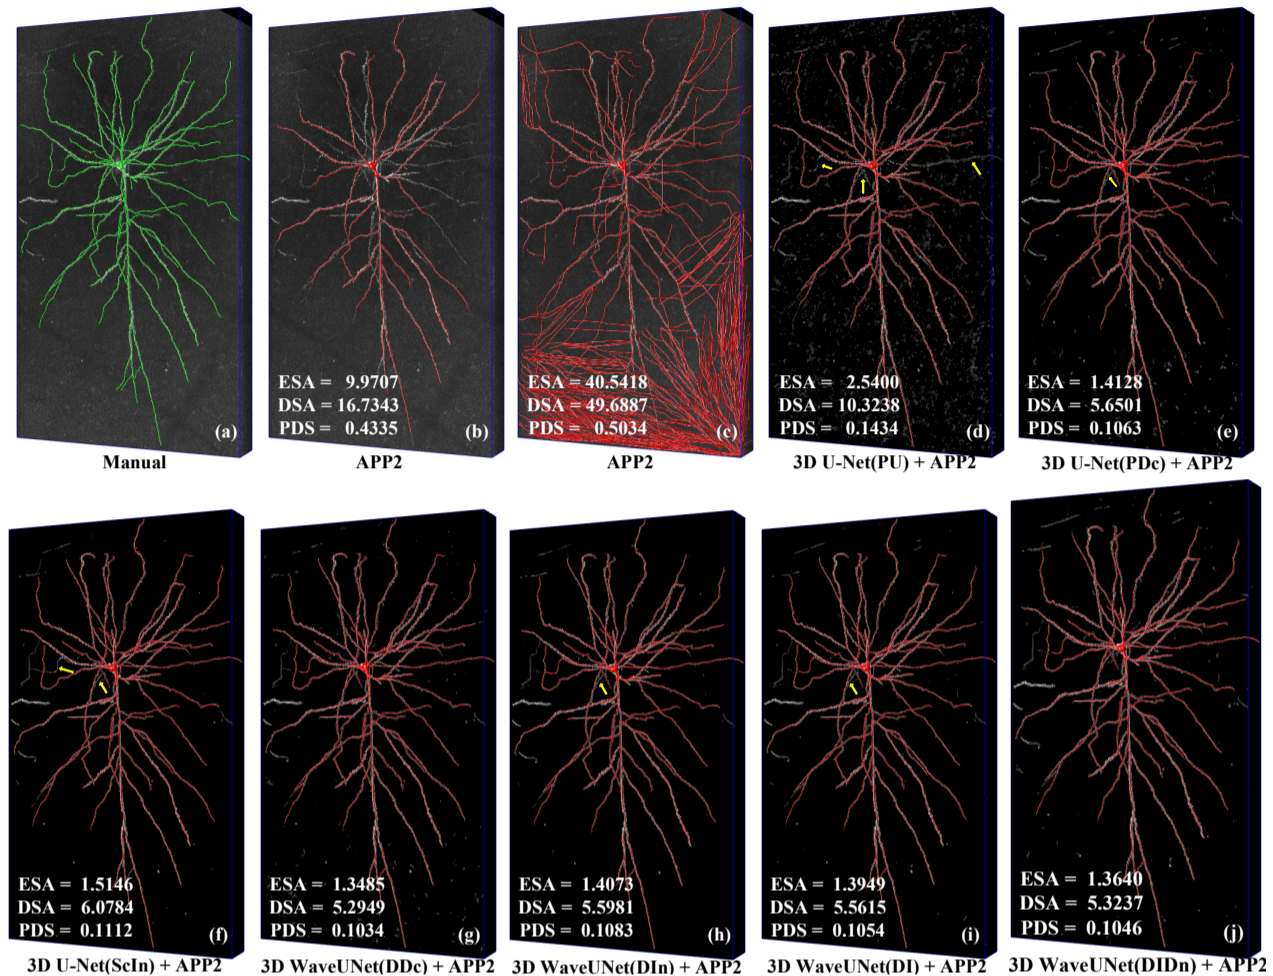 (a)
Manual
ESA = 9.9707
DSA = 16.7343
PDS = 0.4335
(b)
APP2
ESA = 40.5418
DSA = 49.6887
PDS = 0.5034
(c)
APP2
ESA = 2.5400
DSA = 10.3238
PDS = 0.1434
(d)
3D U-Net(PU) + APP2
ESA = 1.4128
DSA = 5.6501
PDS = 0.1063
(e)
3D U-Net(PDc) + APP2
ESA = 1.5146
DSA = 6.0784
PDS = 0.1112
(f)
3D U-Net(ScIn) + APP2
ESA = 1.3485
DSA = 5.2949
PDS = 0.1034
(g)
3D WaveUNet(DDc) + APP2
ESA = 1.4073
DSA = 5.5981
PDS = 0.1083
(h)
3D WaveUNet(DIn) + APP2
ESA = 1.3949
DSA = 5.5615
PDS = 0.1054
(i)
3D WaveUNet(DI) + APP2
ESA = 1.3640
DSA = 5.3237
PDS = 0.1046
(j)
3D WaveUNet(DIDn) + APP2